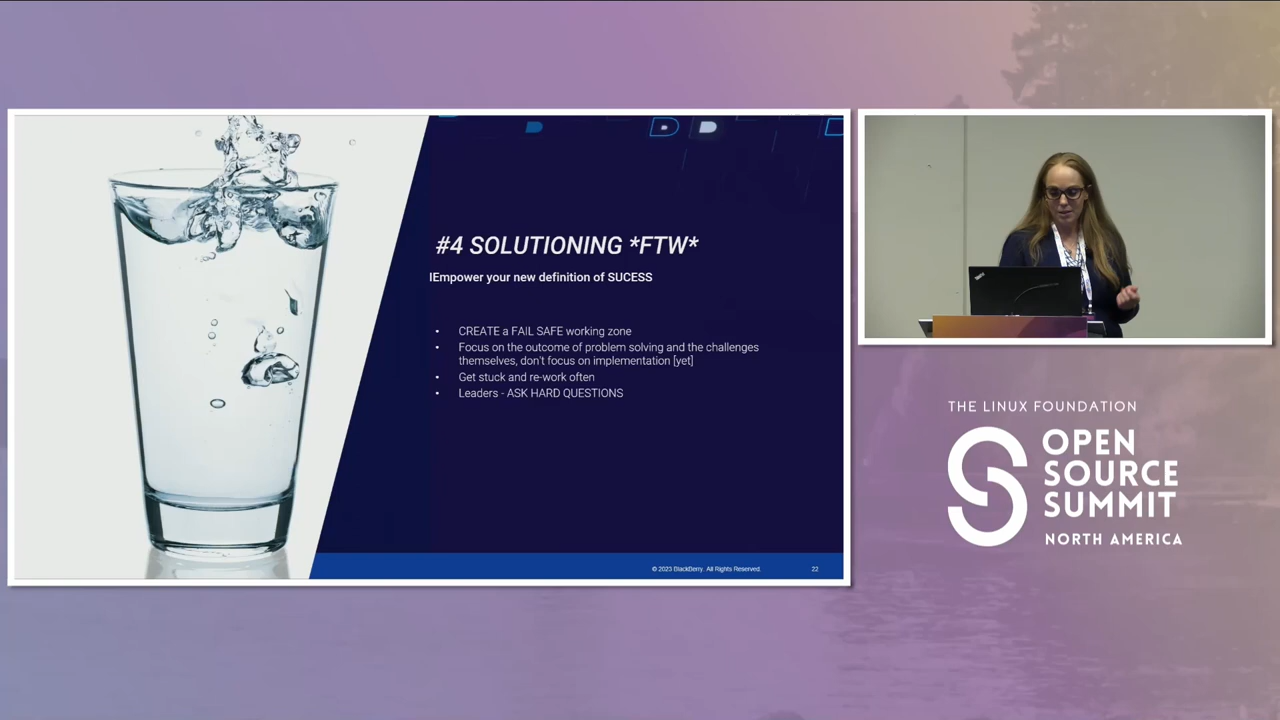 #4 SOLUTIONING *FTW*
IEmpower your new definition of SUCESS
• CREATE a FAIL SAFE working zone
• Focus on the outcome of problem solving and the challenges
themselves, don't focus on implementation [yet]
• Get stuck and re-work often
• Leaders - ASK HARD QUESTIONS
© 2023 BlackBerry. All Rights Reserved.
22
THE LINUX FOUNDATION
OPEN
SOURCE
SUMMIT
NORTH AMERICA